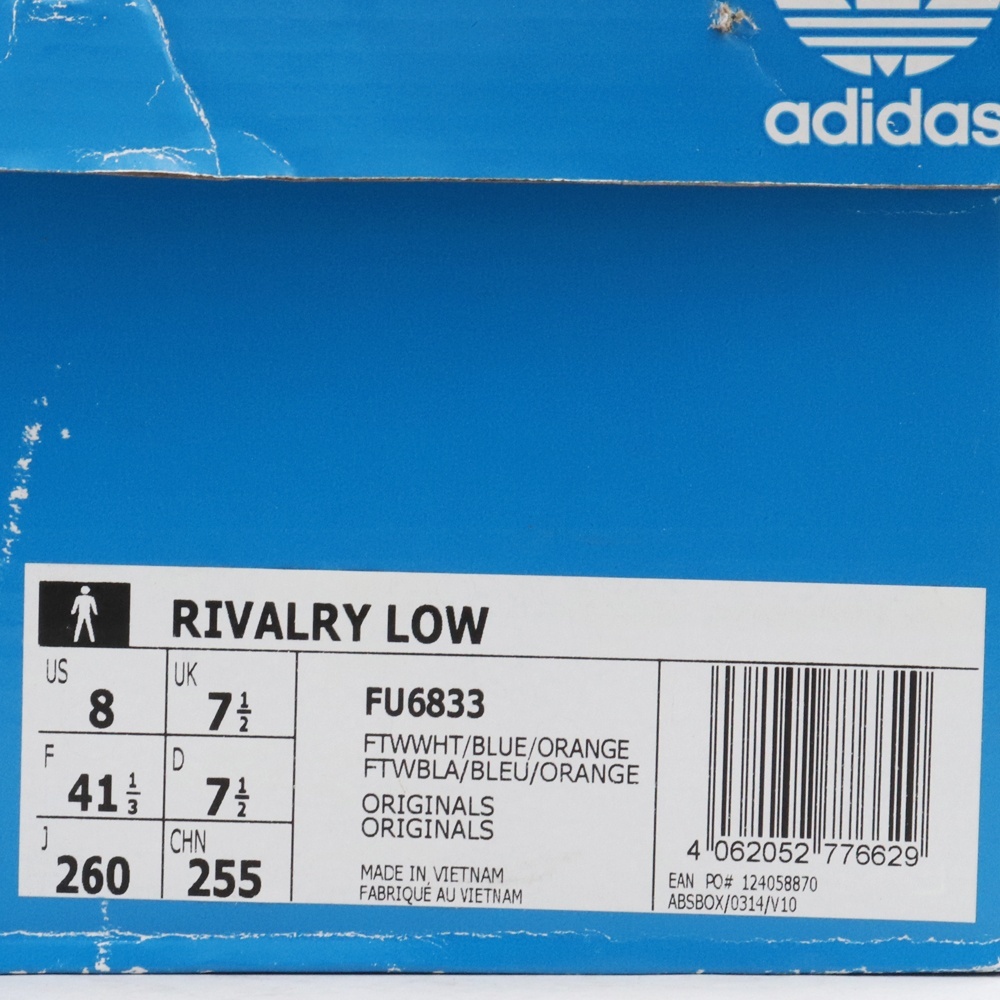 adidas
RIVALRY LOW
US
8
UK
7 1/2
F
41 1/3
D
7 1/2
J
260
CHN
255
FU6833
FTWWHT/BLUE/ORANGE
FTWBLA/BLEU/ORANGE
ORIGINALS
ORIGINALS
MADE IN VIETNAM
FABRIQUÉ AU VIETNAM
4 062052 776629
EAN PO# 124058870
ABSBOX/0314/V10